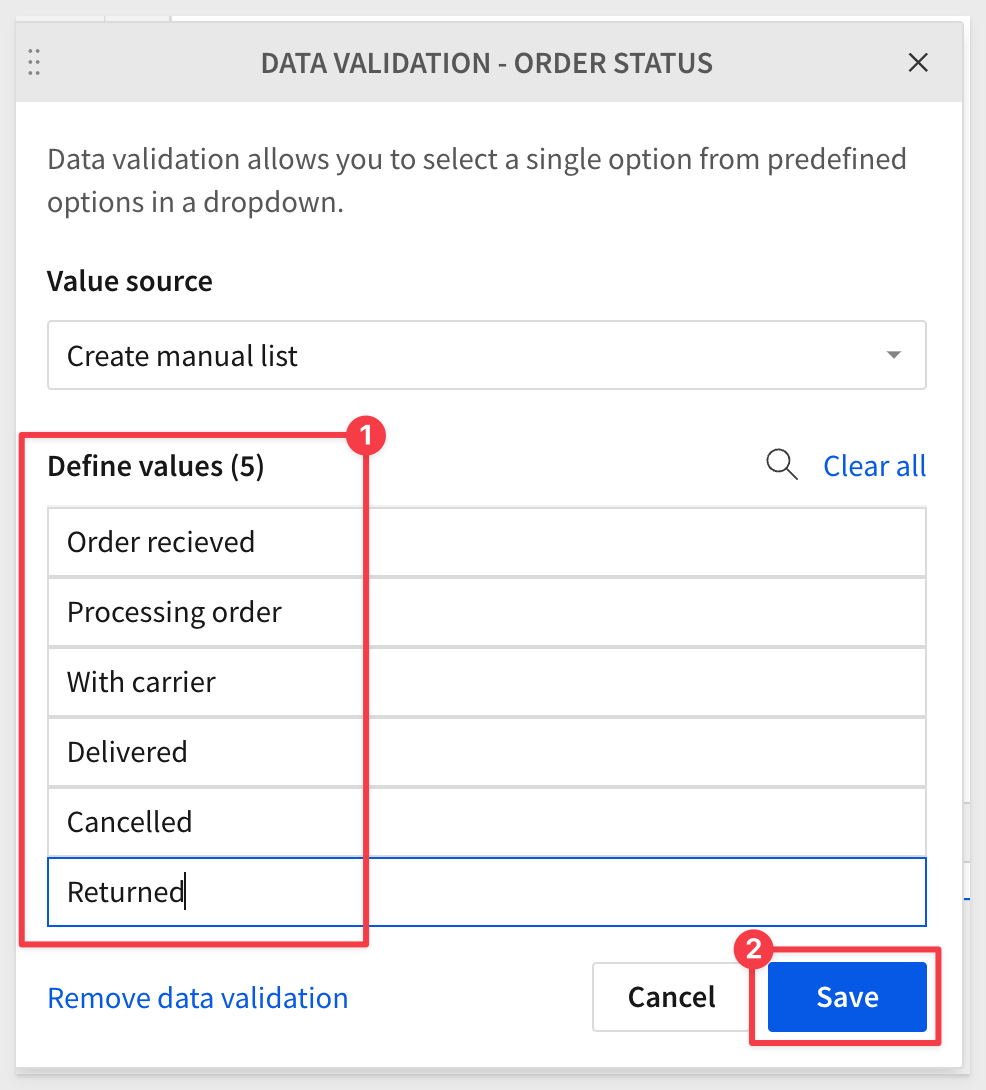 DATA VALIDATION - ORDER STATUS
Data validation allows you to select a single option from predefined
options in a dropdown.
Value source
Create manual list
1
Define values (5)
Clear all
Order recieved
Processing order
With carrier
Delivered
Cancelled
Returned
2
Remove data validation
Cancel
Save